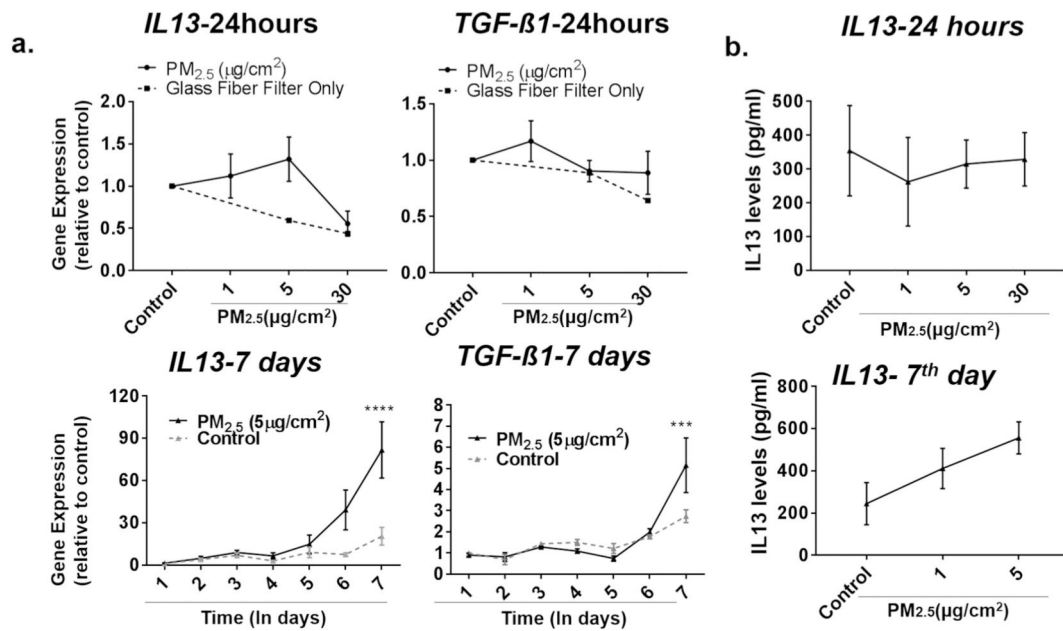 a.
IL13-24hours
PM2.5 (µg/cm²)
Glass Fiber Filter Only
Gene Expression
(relative to control)
2.0
1.5
1.0
0.5
0.0
Control
1
5
30
PM2.5(µg/cm²)
TGF-ß1-24hours
PM2.5 (µg/cm²)
Glass Fiber Filter Only
1.5
1.0
0.5
0.0
Control
1
5
30
PM2.5(µg/cm²)
b.
IL13-24 hours
IL13 levels (pg/ml)
500
400
300
200
100
0
Control
1
5
30
PM2.5(µg/cm²)
IL13-7 days
PM2.5 (5µg/cm²)
Control
****
Gene Expression
(relative to control)
120
90
60
30
0
1
2
3
4
5
6
7
Time (In days)
TGF-ß1-7 days
PM2.5 (5µg/cm²)
Control
***
8
7
6
5
4
3
2
1
0
1
2
3
4
5
6
7
Time (In days)
IL13- 7th day
IL13 levels (pg/ml)
800
600
400
200
0
Control
1
5
PM2.5(µg/cm²)